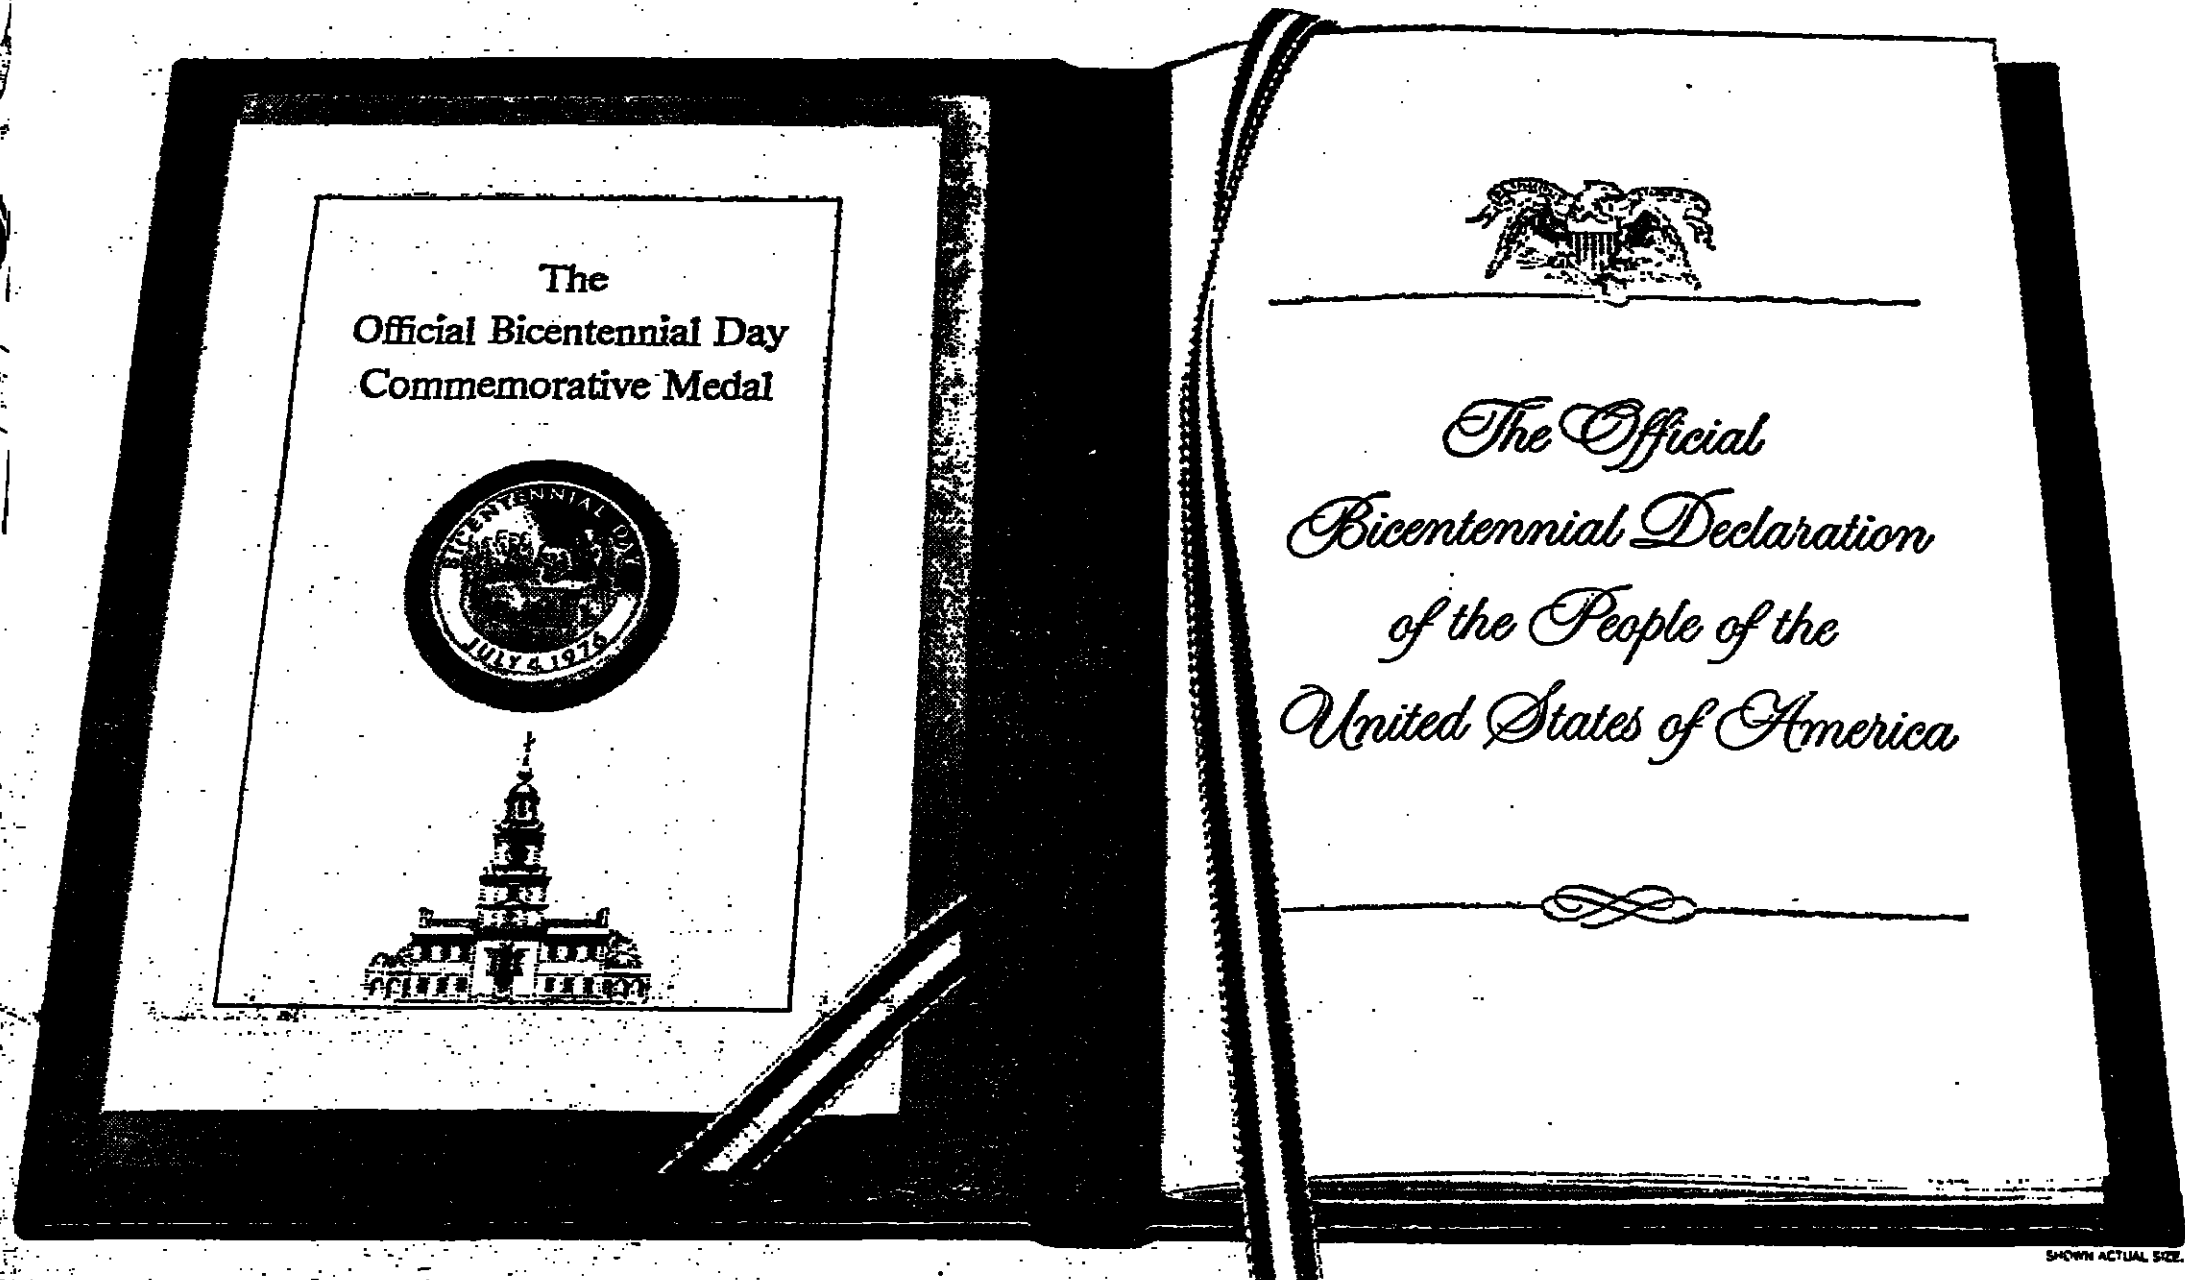 The
Official Bicentennial Day
Commemorative Medal
BICENTENNIAL DAY
JULY 4, 1976
The Official
Bicentennial Declaration
of the People of the
United States of America
SHOWN ACTUAL SIZE.